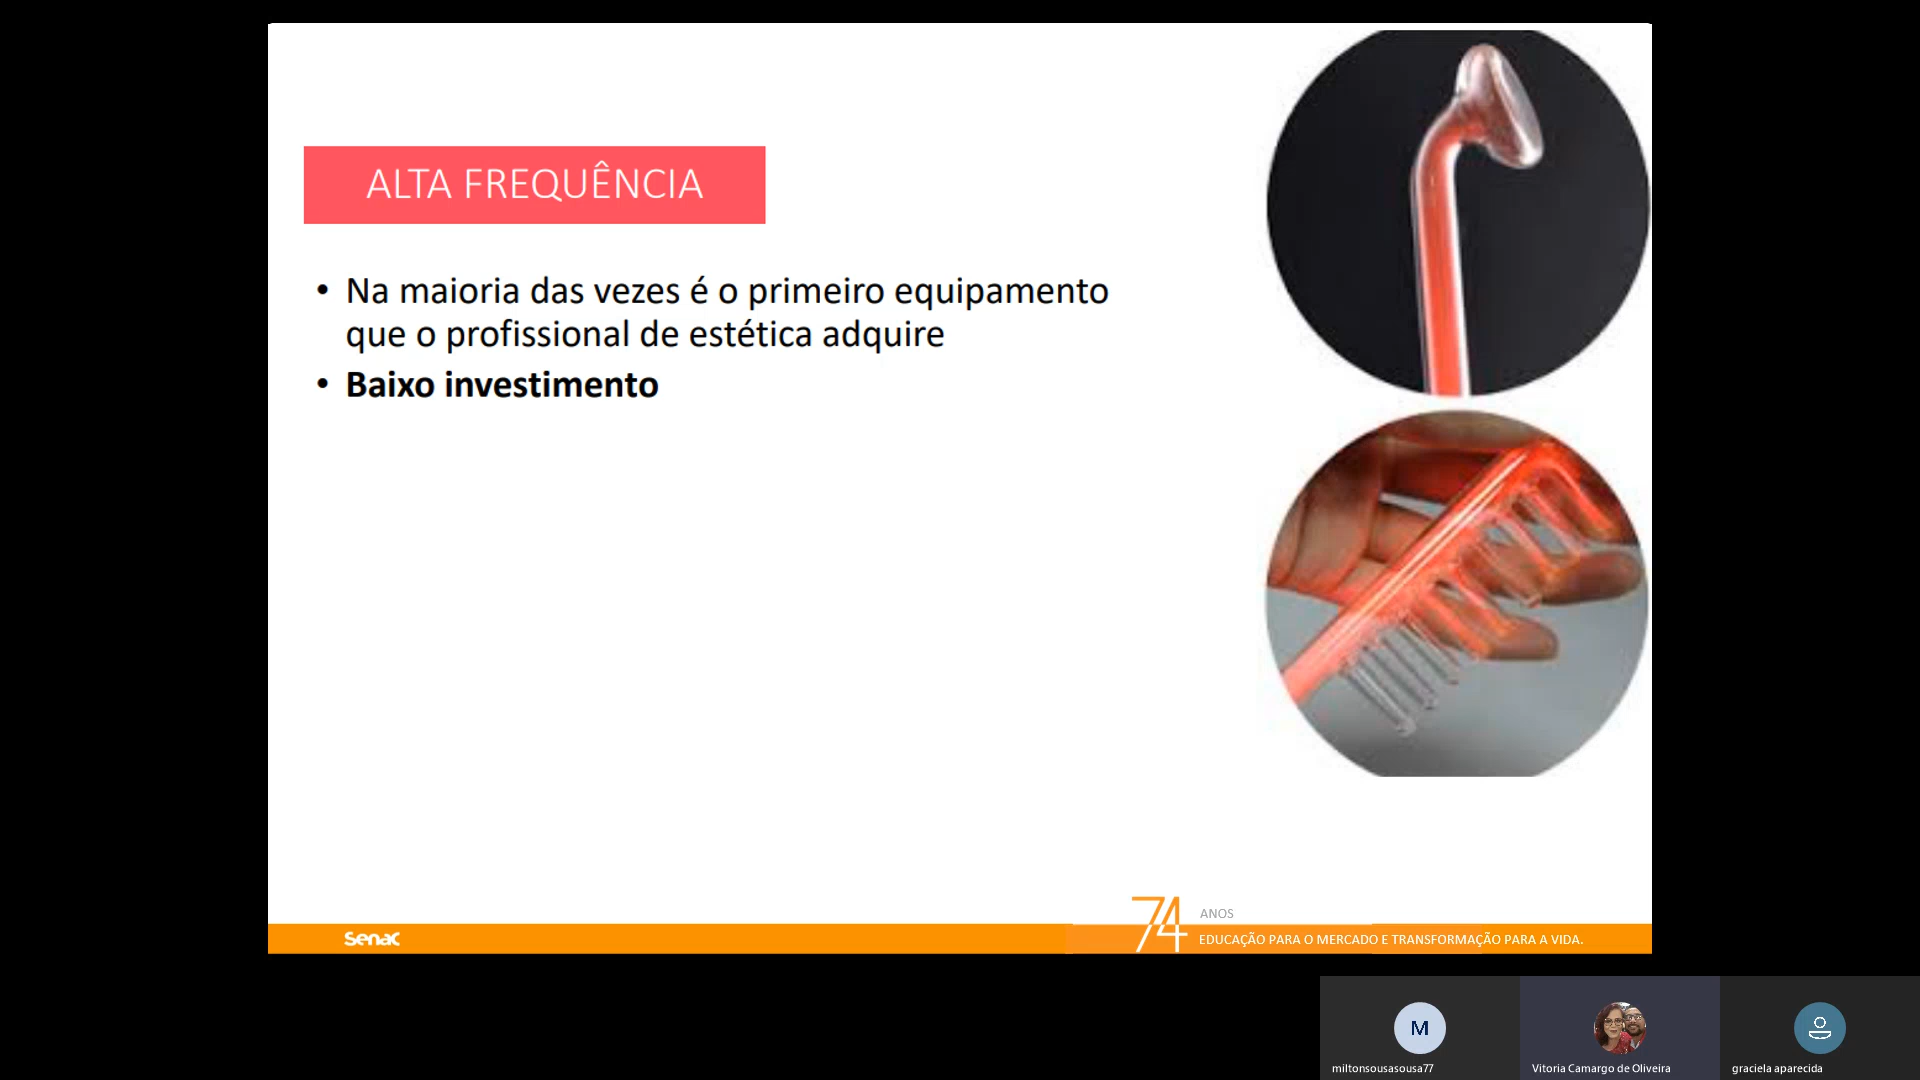 ALTA FREQUÊNCIA
• Na maioria das vezes é o primeiro equipamento
que o profissional de estética adquire
• Baixo investimento
74 ANOS
senac
EDUCAÇÃO PARA O MERCADO E TRANSFORMAÇÃO PARA A VIDA.
M
miltonsousasousa77
Vitoria Camargo de Oliveira
graciela aparecida